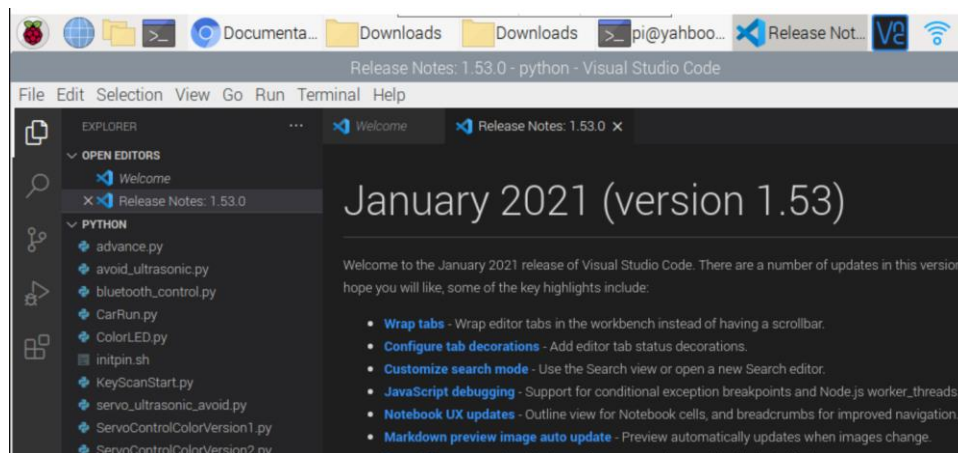 Documenta...
Downloads
Downloads
pi@yahboo...
Release Not...
Release Notes: 1.53.0 - python - Visual Studio Code
File Edit Selection View Go Run Terminal Help
EXPLORER
Welcome
Release Notes: 1.53.0
OPEN EDITORS
Welcome
Release Notes: 1.53.0
PYTHON
advance.py
avoid_ultrasonic.py
bluetooth_control.py
CarRun.py
ColorLED.py
initpin.sh
KeyScanStart.py
servo_ultrasonic_avoid.py
ServoControlColorVersion1.py
ServoControlColorVersion2.py
January 2021 (version 1.53)
Welcome to the January 2021 release of Visual Studio Code. There are a number of updates in this version
hope you will like, some of the key highlights include:
• Wrap tabs - Wrap editor tabs in the workbench instead of having a scrollbar.
• Configure tab decorations - Add editor tab status decorations.
• Customize search mode - Use the Search view or open a new Search editor.
• JavaScript debugging - Support for conditional exception breakpoints and Node.js worker_threads
• Notebook UX updates - Outline view for Notebook cells, and breadcrumbs for improved navigation.
• Markdown preview image auto update - Preview automatically updates when images change.